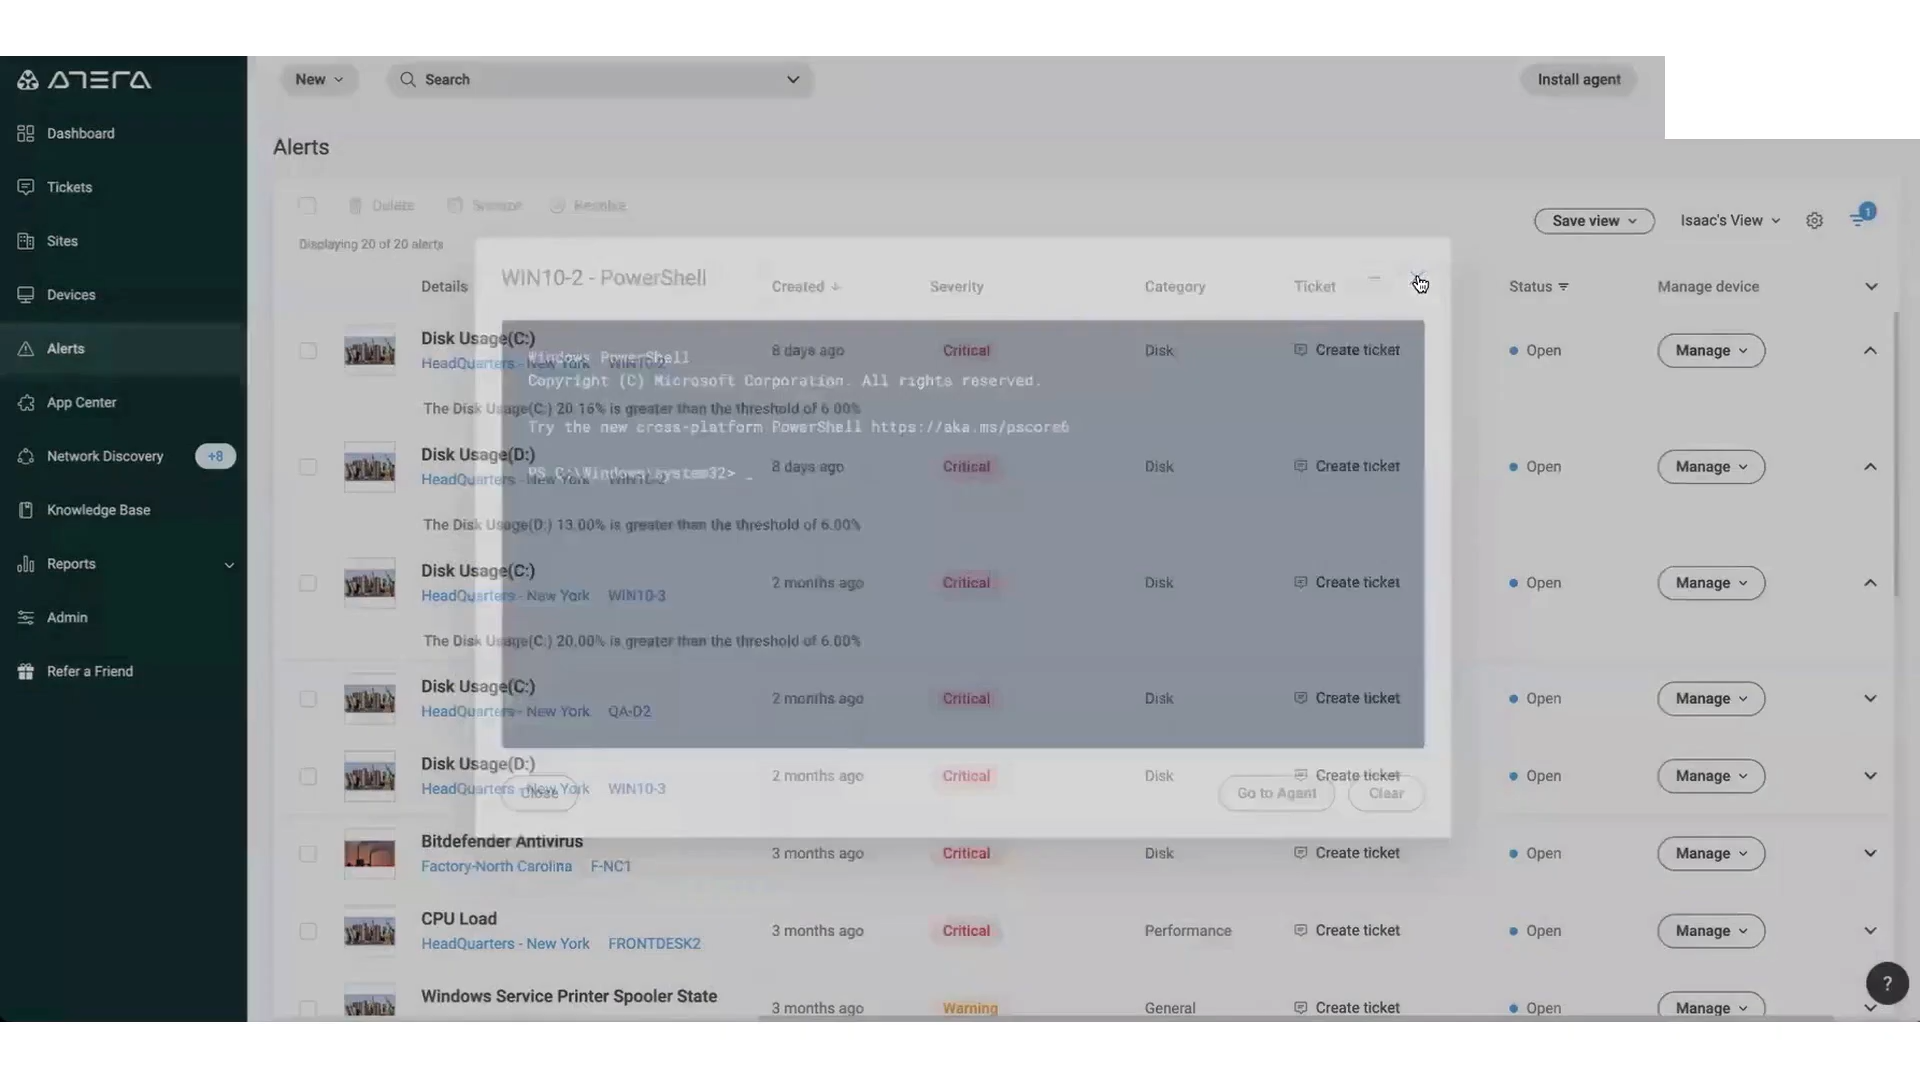 ATERA
New
Search
Install agent
Dashboard
Tickets
Sites
Devices
Alerts
App Center
Network Discovery +8
Knowledge Base
Reports
Admin
Refer a Friend
Alerts
Delete Snooze Resolve
Save view Isaac's View 1
Displaying 20 of 20 alerts
WIN10-2 - PowerShell
Details Created Severity Category Ticket Status Manage device
Windows PowerShell
Copyright (C) Microsoft Corporation. All rights reserved.
Try the new cross-platform PowerShell https://aka.ms/pscore6
PS C:\Windows\system32> _
Disk Usage(C:) 8 days ago Critical Disk Create ticket Open Manage
HeadQuarters - New York WIN10-2
The Disk Usage(C:) 20.16% is greater than the threshold of 6.00%
Disk Usage(D:) 8 days ago Critical Disk Create ticket Open Manage
HeadQuarters - New York WIN10-2
The Disk Usage(D:) 13.00% is greater than the threshold of 6.00%
Disk Usage(C:) 2 months ago Critical Disk Create ticket Open Manage
HeadQuarters - New York WIN10-3
The Disk Usage(C:) 20.00% is greater than the threshold of 6.00%
Disk Usage(C:) 2 months ago Critical Disk Create ticket Open Manage
HeadQuarters - New York QA-D2
Disk Usage(D:) 2 months ago Critical Disk Create ticket Open Manage
HeadQuarters - New York WIN10-3
Close Go to Agent Clear
Bitdefender Antivirus 3 months ago Critical Disk Create ticket Open Manage
Factory-North Carolina F-NC1
CPU Load 3 months ago Critical Performance Create ticket Open Manage
HeadQuarters - New York FRONTDESK2
Windows Service Printer Spooler State 3 months ago Warning General Create ticket Open Manage
?